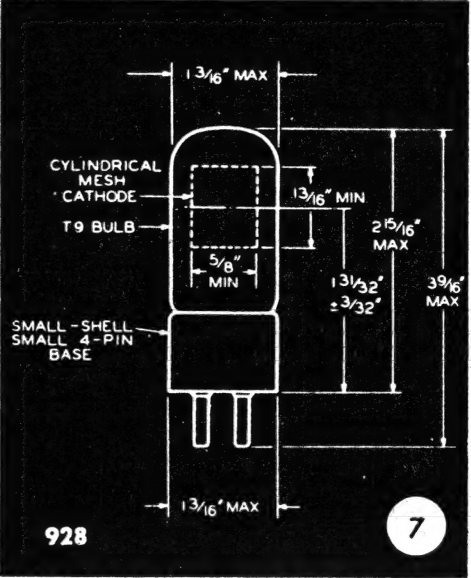 1 3/16" MAX
CYLINDRICAL
MESH
CATHODE
T9 BULB
13/16" MIN
5/8"
MIN
2 15/16"
MAX
1 31/32"
±3/32"
3 9/16"
MAX
SMALL-SHELL
SMALL 4-PIN
BASE
1 3/16" MAX
928
7